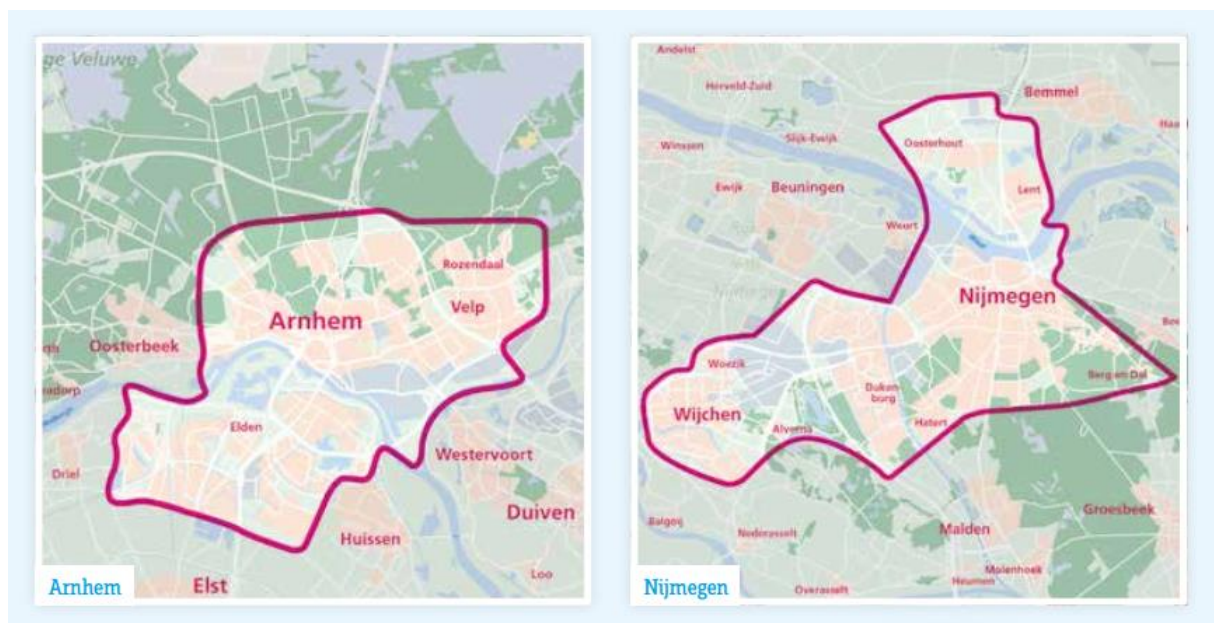 ge Veluwe
Rozendaal
Velp
Arnhem
Oosterbeek
Elden
Driel
Westervoort
Duiven
Huissen
Loo
Elst
Arnhem
Andelst
Herveld-Zuid
Bemmel
Slijk-Ewijk
Oosterhout
Winssen
Ewijk
Beuningen
Lent
Weurt
Nijmegen
Woezik
Berg en Dal
Duken-
burg
Wijchen
Hatert
Alverna
Groesbeek
Balgoij
Nederasselt
Malden
Molenhoek
Heumen
Overasselt
Nijmegen